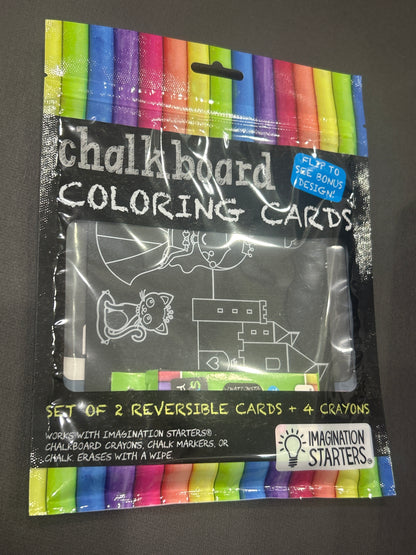 chalkboard
COLORING CARDS
FLIP TO
SEE BONUS
DESIGN!
SET OF 2 REVERSIBLE CARDS + 4 CRAYONS
WORKS WITH IMAGINATION STARTERS®
CHALKBOARD CRAYONS, CHALK MARKERS, OR
CHALK. ERASES WITH A WIPE.
IMAGINATION
STARTERS®